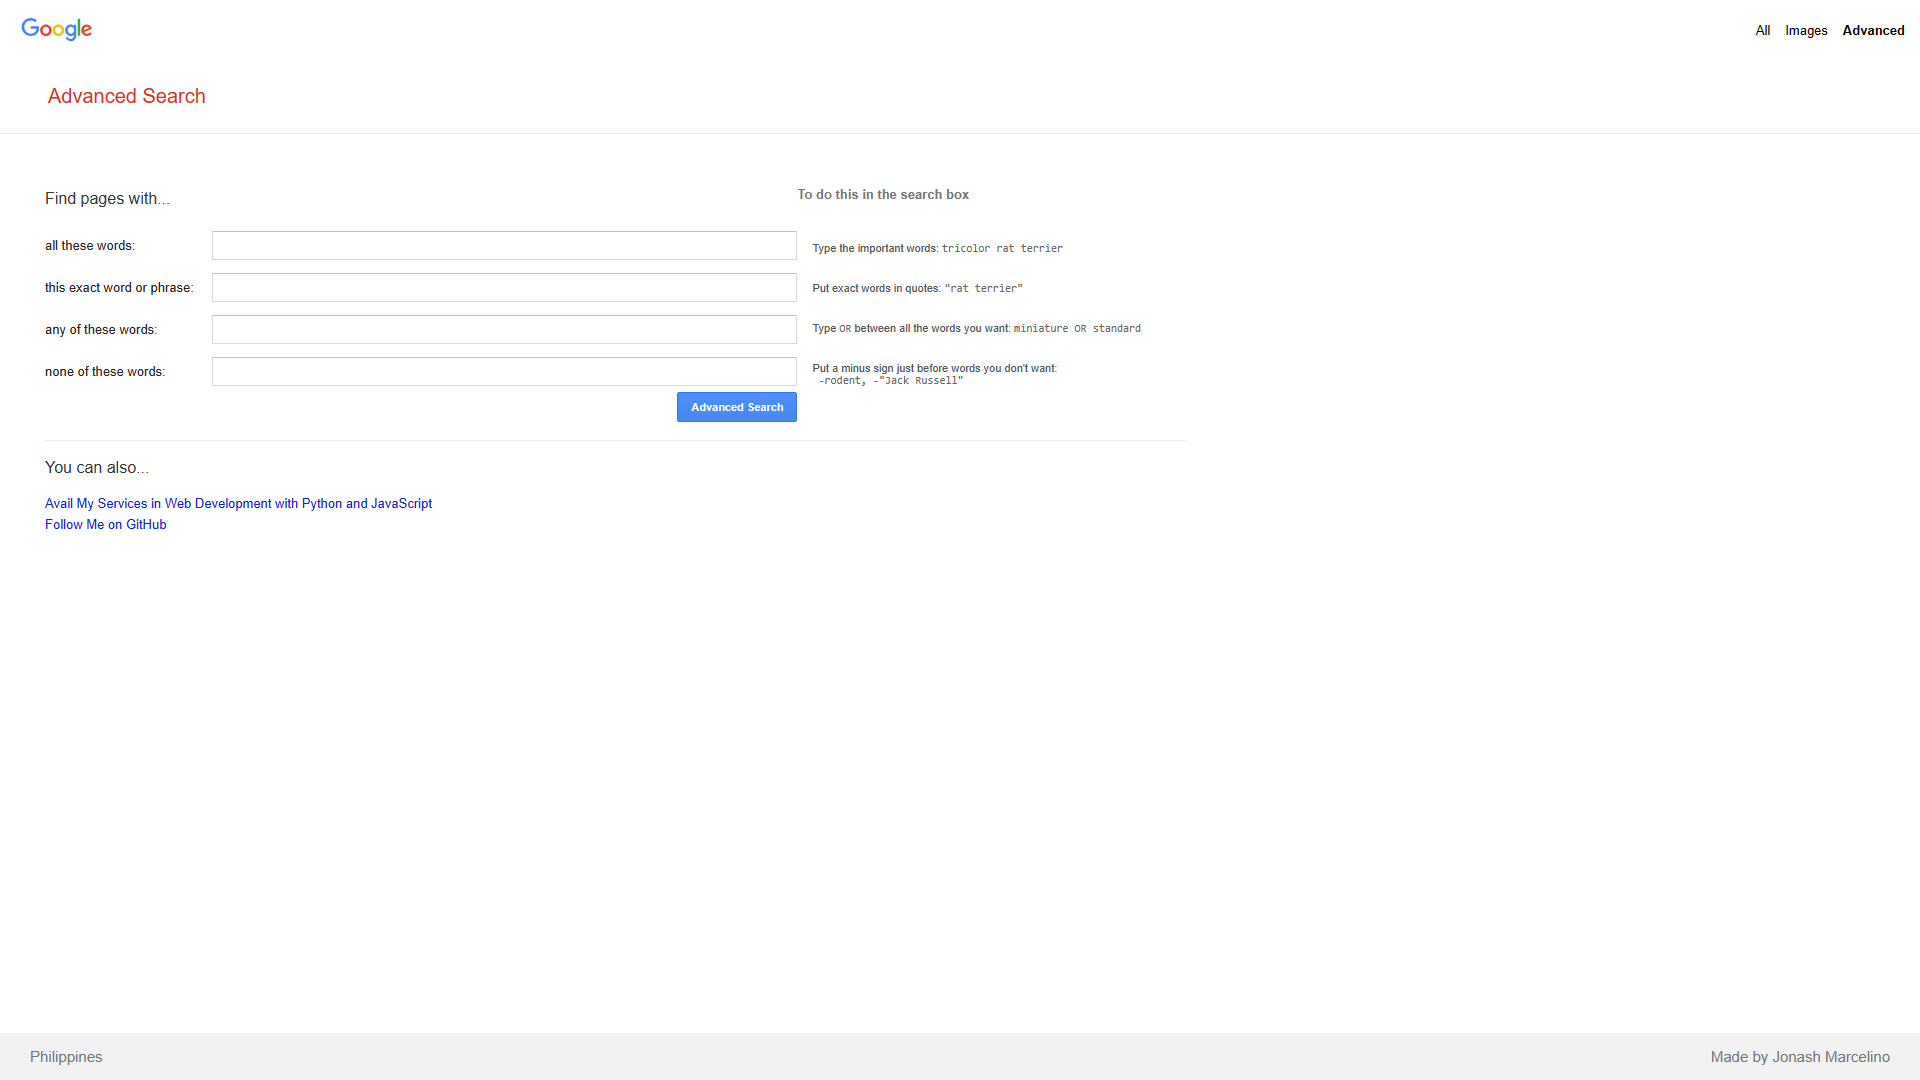 Google
All Images Advanced
Advanced Search
Find pages with...
To do this in the search box
all these words:
Type the important words: tricolor rat terrier
this exact word or phrase:
Put exact words in quotes: "rat terrier"
any of these words:
Type OR between all the words you want: miniature OR standard
none of these words:
Put a minus sign just before words you don't want:
-rodent, -"Jack Russell"
Advanced Search
You can also...
Avail My Services in Web Development with Python and JavaScript
Follow Me on GitHub
Philippines
Made by Jonash Marcelino